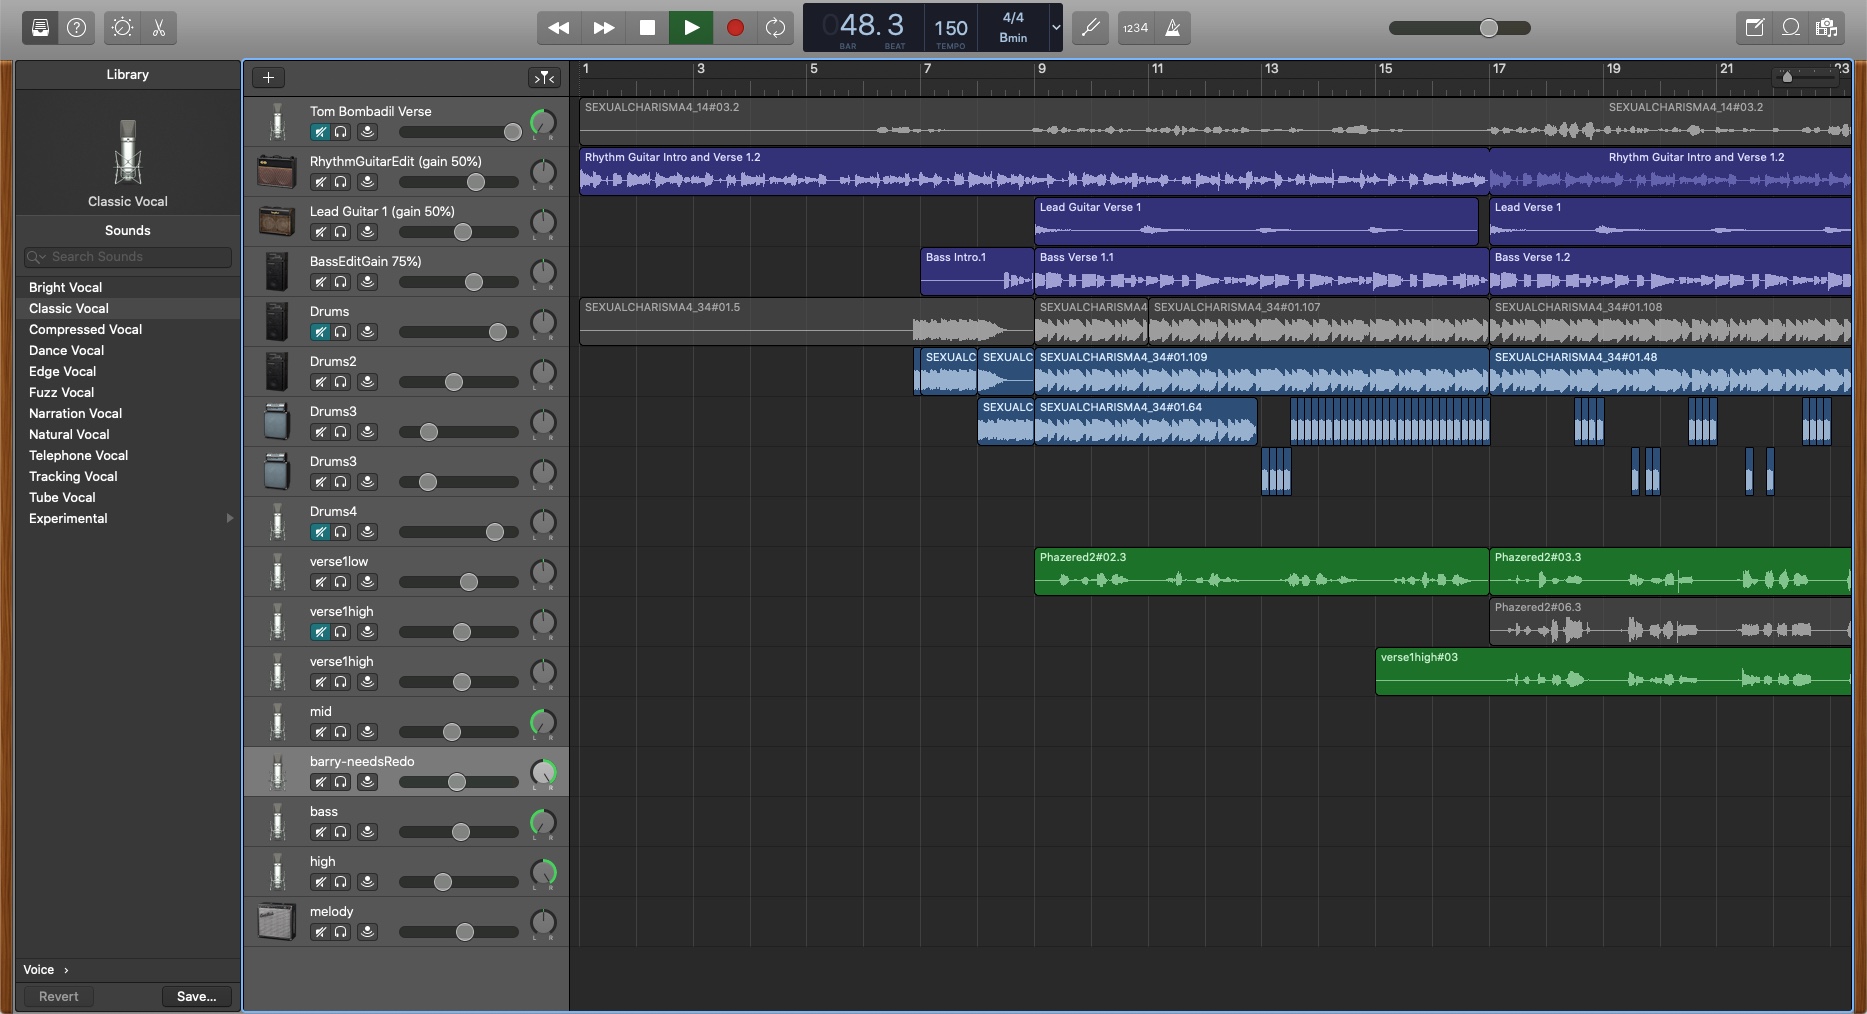 048.3
BAR BEAT
150
TEMPO
4/4
Bmin
1234
Library
Classic Vocal
Sounds
Search Sounds
Bright Vocal
Classic Vocal
Compressed Vocal
Dance Vocal
Edge Vocal
Fuzz Vocal
Narration Vocal
Natural Vocal
Telephone Vocal
Tracking Vocal
Tube Vocal
Experimental
Voice ›
Revert Save...
1 3 5 7 9 11 13 15 17 19 21 23
Tom Bombadil Verse
L R
SEXUALCHARISMA4_14#03.2 SEXUALCHARISMA4_14#03.2
RhythmGuitarEdit (gain 50%)
L R
Rhythm Guitar Intro and Verse 1.2 Rhythm Guitar Intro and Verse 1.2
Lead Guitar 1 (gain 50%)
L R
Lead Guitar Verse 1 Lead Verse 1
BassEditGain 75%)
L R
Bass Intro.1 Bass Verse 1.1 Bass Verse 1.2
Drums
L R
SEXUALCHARISMA4_34#01.5 SEXUALCHARISMA4 SEXUALCHARISMA4_34#01.107 SEXUALCHARISMA4_34#01.108
Drums2
L R
SEXUALC SEXUALC SEXUALCHARISMA4_34#01.109 SEXUALCHARISMA4_34#01.48
Drums3
L R
SEXUALC SEXUALCHARISMA4_34#01.64
Drums3
L R
Drums4
L R
verse1low
L R
Phazered2#02.3 Phazered2#03.3
verse1high
L R
Phazered2#06.3
verse1high
L R
verse1high#03
mid
L R
barry-needsRedo
L R
bass
L R
high
L R
melody
L R